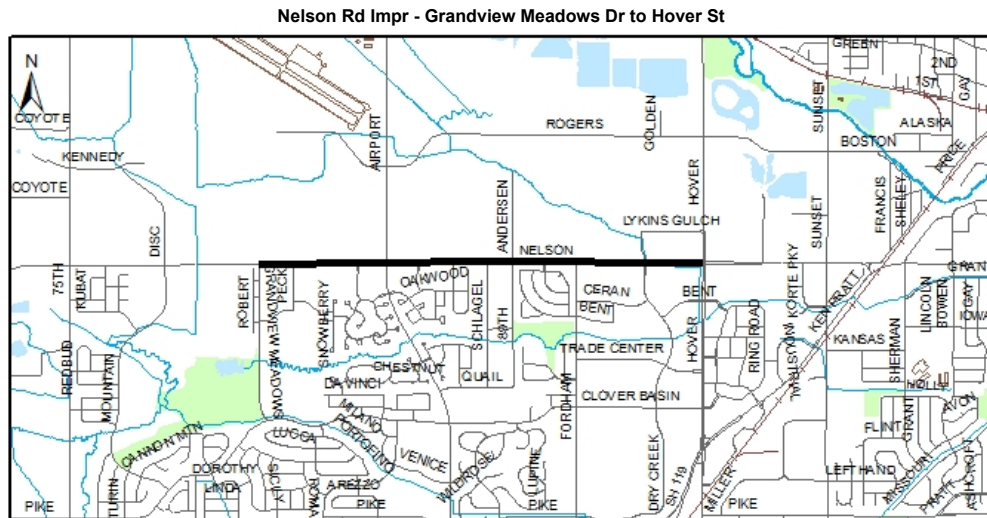 Nelson Rd Impr - Grandview Meadows Dr to Hover St
N
GREEN
2ND
1ST
GAY
COYOTE
SUNSET
ALASKA
ROGERS
GOLDEN
BOSTON
AIRPORT
PRICE
KENNEDY
COYOTE
HOVER
ANDERSEN
FRANCIS
SHELEY
LYKINS GULCH
SUNSET
DISC
NELSON
75TH
KUBAT
ROBERT
GRANDVIEW MEADOWS
PECK
OAKWOOD
GRAN
CERAN
BENT
BENT
KORTE PKY
KEN PRATT
LINCOLN
BOWEN
GAY
IOWA
SNOWBERRY
SCHLAGEL
89TH
HOVER
RING ROAD
INDUSTRIAL
KANSAS
SHERMAN
TRADE CENTER
REDBUD
MOUNTAIN
CHESTNUT
QUAIL
DA VINCI
HOLLY
CLOVER BASIN
FORDHAM
GRANT
MILANO
PORTOFINO
LUCCA
CANNON MTN
FLINT
VENICE
WILDROSE
LUPINE
DRY CREEK
SH 119
MILLER
LEFTHAND
MISSOURI
PRATT
ASHCROFT
DOROTHY
LINDA
SICILY
ROMA
AREZZO
TURIN
PIKE
PIKE
PIKE
PIKE